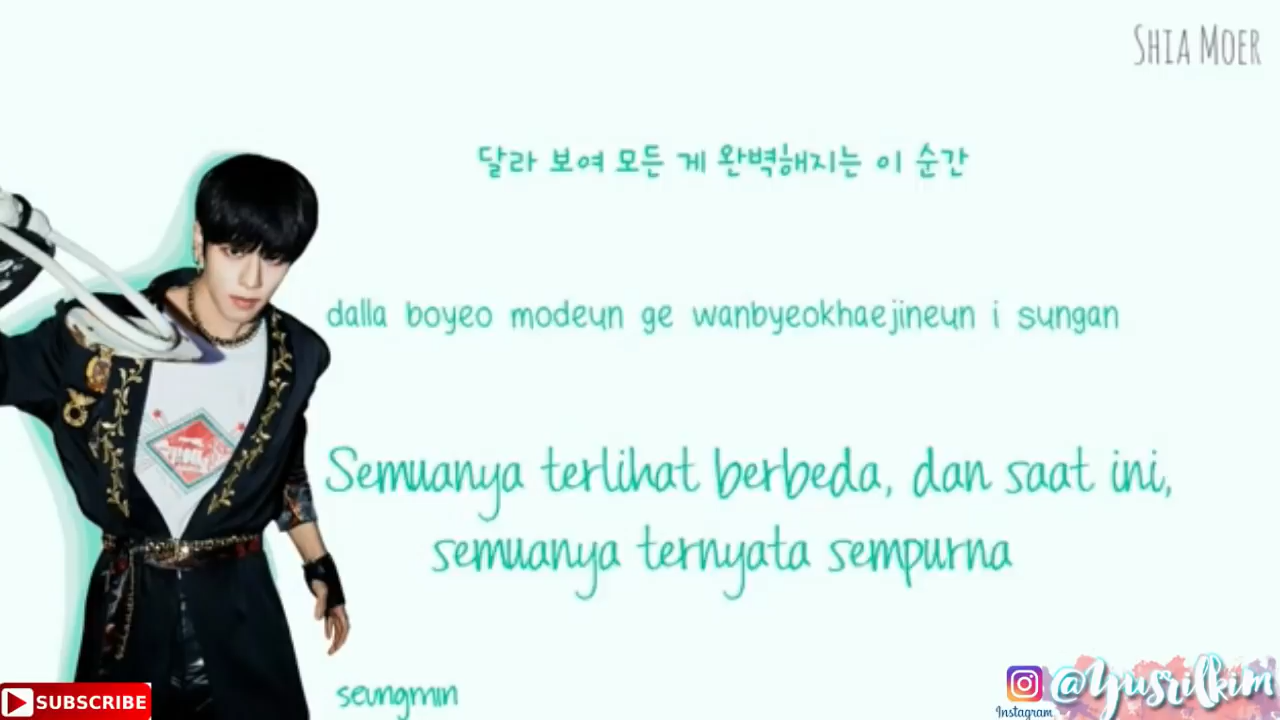 SHIA MOER
달라 보여 모든 게 완벽해지는 이 순간
dalla boyeo modeun ge wanbyeokhaejineun i sungan
Semuanya terlihat berbeda, dan saat ini,
semuanya ternyata sempurna
seungmin
SUBSCRIBE
@Yusrilkim
Instagram